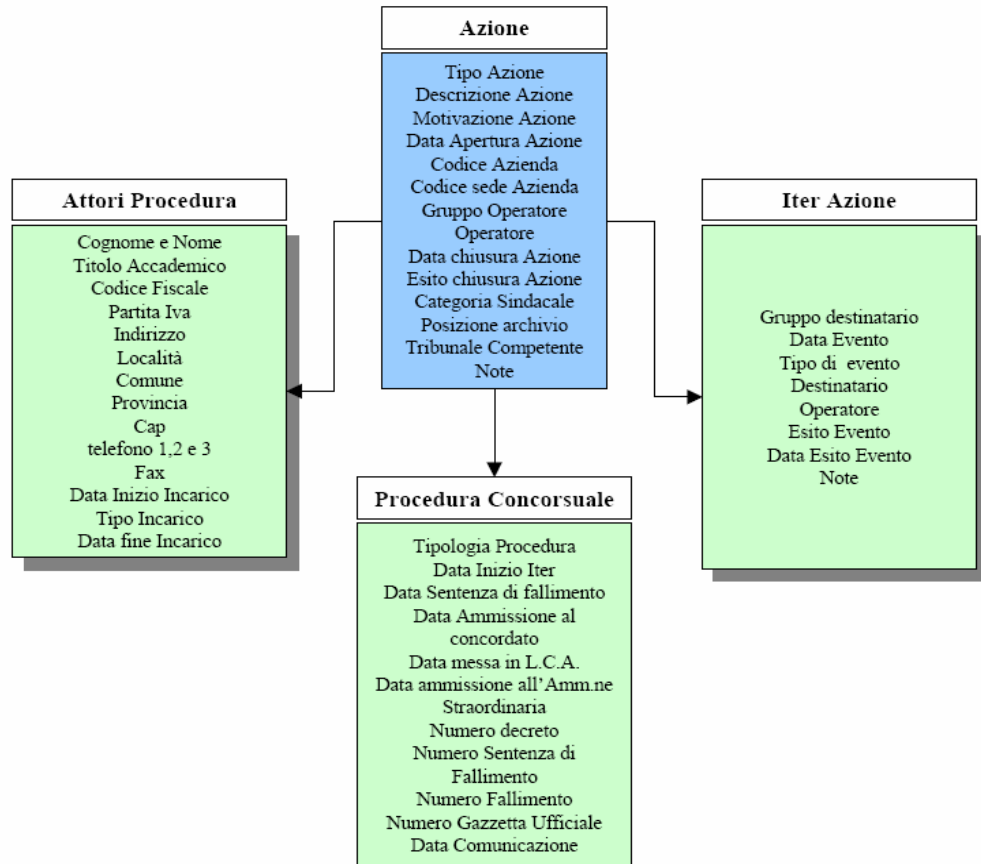 Azione
Tipo Azione
Descrizione Azione
Motivazione Azione
Data Apertura Azione
Codice Azienda
Codice sede Azienda
Gruppo Operatore
Operatore
Data chiusura Azione
Esito chiusura Azione
Categoria Sindacale
Posizione archivio
Tribunale Competente
Note
Attori Procedura
Cognome e Nome
Titolo Accademico
Codice Fiscale
Partita Iva
Indirizzo
Località
Comune
Provincia
Cap
telefono 1,2 e 3
Fax
Data Inizio Incarico
Tipo Incarico
Data fine Incarico
Iter Azione
Gruppo destinatario
Data Evento
Tipo di evento
Destinatario
Operatore
Esito Evento
Data Esito Evento
Note
Procedura Concorsuale
Tipologia Procedura
Data Inizio Iter
Data Sentenza di fallimento
Data Ammissione al
concordato
Data messa in L.C.A.
Data ammissione all'Amm.ne
Straordinaria
Numero decreto
Numero Sentenza di
Fallimento
Numero Fallimento
Numero Gazzetta Ufficiale
Data Comunicazione